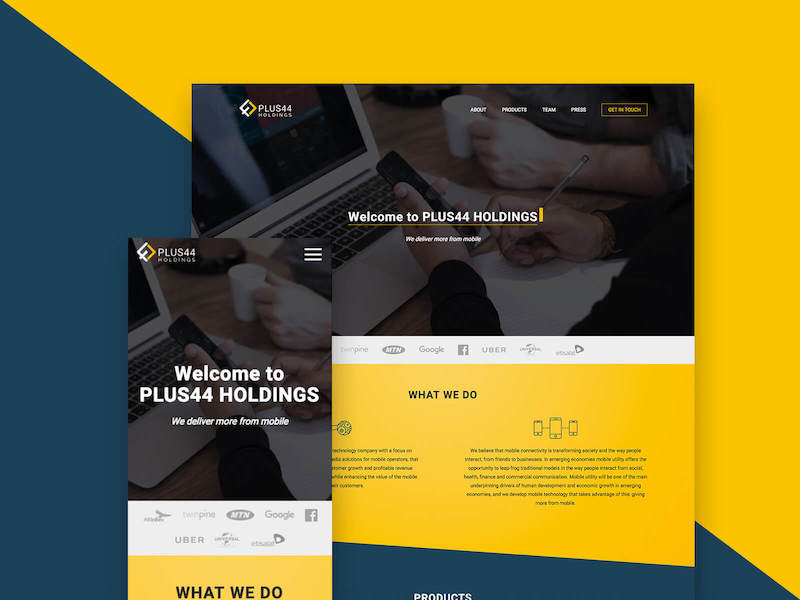 PLUS44
HOLDINGS
ABOUT
PRODUCTS
TEAM
PRESS
GET IN TOUCH
Welcome to PLUS44 HOLDINGS
We deliver more from mobile
twinpine
MTN
Google
UBER
UNIVERSAL
etisalat
WHAT WE DO
technology company with a focus on
dia solutions for mobile operators, that
tomer growth and profitable revenue
while enhancing the value of the mobile
eir customers.
We believe that mobile connectivity is transforming society and the way people
interact, from friends to businesses. In emerging economies mobile utility offers the
opportunity to leap frog traditional models in the way people interact from social,
health, finance and commercial communication. Mobile utility will be one of the main
underpinning drivers of human development and economic growth in emerging
economies, and we develop mobile technology that takes advantage of this: giving
more from mobile.
PRODUCTS
PLUS44
HOLDINGS
Welcome to
PLUS44 HOLDINGS
We deliver more from mobile
twinpine
MTN
Google
UBER
UNIVERSAL
etisalat
WHAT WE DO